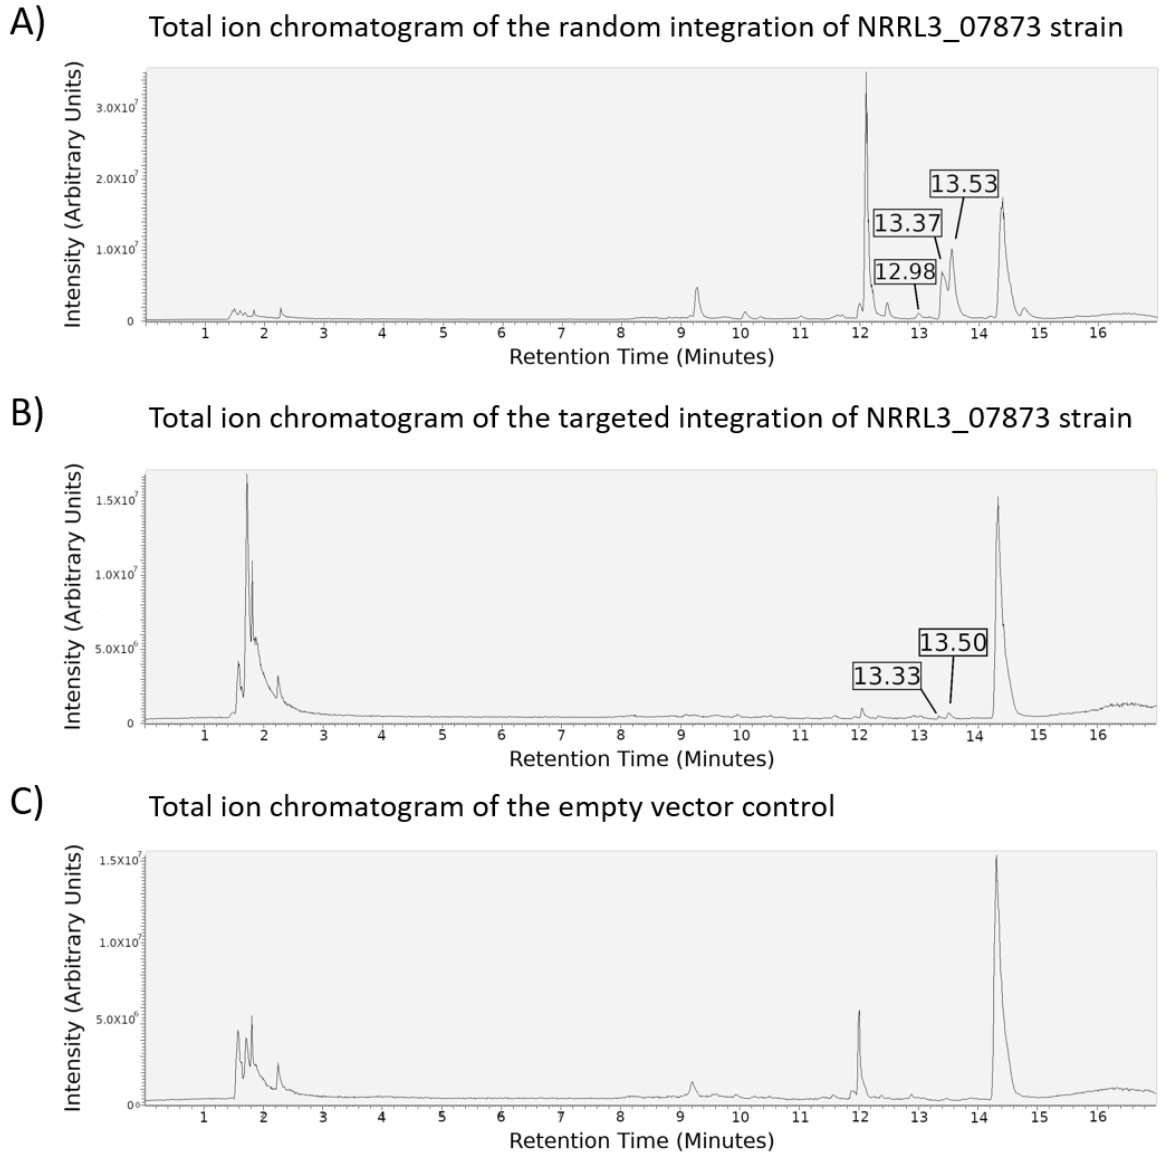 A) Total ion chromatogram of the random integration of NRRL3_07873 strain
Intensity (Arbitrary Units)
3.0X10⁷
2.0X10⁷
1.0X10⁷
0
13.53
13.37
12.98
1 2 3 4 5 6 7 8 9 10 11 12 13 14 15 16
Retention Time (Minutes)
B) Total ion chromatogram of the targeted integration of NRRL3_07873 strain
Intensity (Arbitrary Units)
1.5X10⁷
1.0X10⁷
5.0X10⁶
0
13.50
13.33
1 2 3 4 5 6 7 8 9 10 11 12 13 14 15 16
Retention Time (Minutes)
C) Total ion chromatogram of the empty vector control
Intensity (Arbitrary Units)
1.5X10⁷
1.0X10⁷
5.0X10⁶
0
1 2 3 4 5 6 7 8 9 10 11 12 13 14 15 16
Retention Time (Minutes)